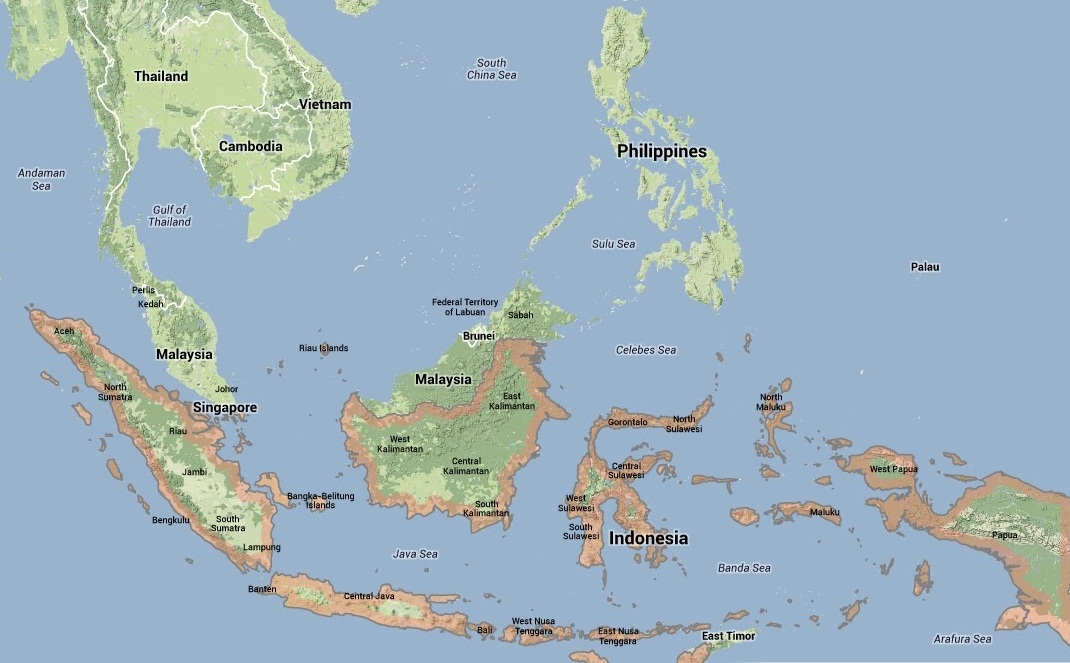 South
China Sea
Thailand
Vietnam
Cambodia
Philippines
Andaman
Sea
Gulf of
Thailand
Sulu Sea
Palau
Perlis
Kedah
Federal Territory
of Labuan
Sabah
Aceh
Brunei
Malaysia
Riau Islands
Celebes Sea
Malaysia
Johor
North
Sumatra
Singapore
East
Kalimantan
North
Maluku
Riau
Gorontalo
North
Sulawesi
West
Kalimantan
Jambi
Central
Kalimantan
Central
Sulawesi
West Papua
Bangka-Belitung
Islands
West
Sulawesi
South
Kalimantan
Maluku
Bengkulu
South
Sumatra
South
Sulawesi
Indonesia
Papua
Lampung
Java Sea
Banda Sea
Banten
Central Java
Bali
West Nusa
Tenggara
East Nusa
Tenggara
East Timor
Arafura Sea